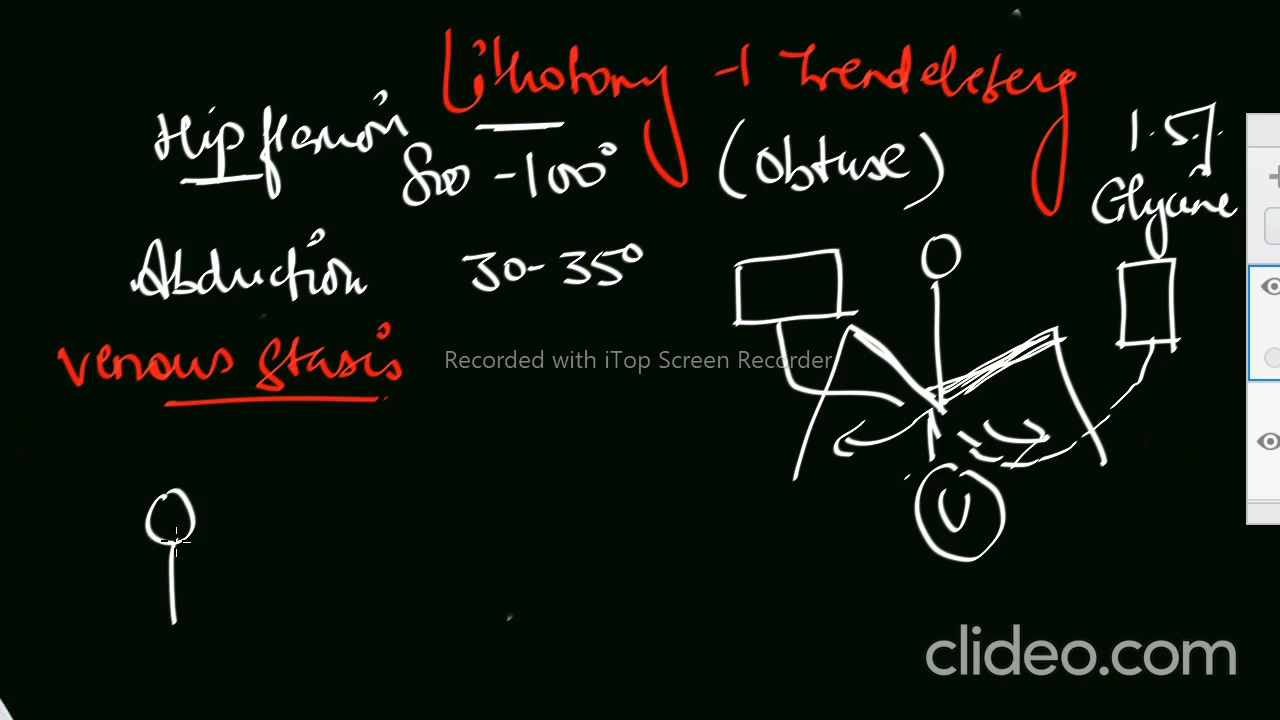 Lithotomy + Trendelenberg
Hip flexion
800 - 100° (Obtuse)
1.5%
Glycine
Abduction 30 - 35°
Venous stasis
Recorded with iTop Screen Recorder
U
clideo.com